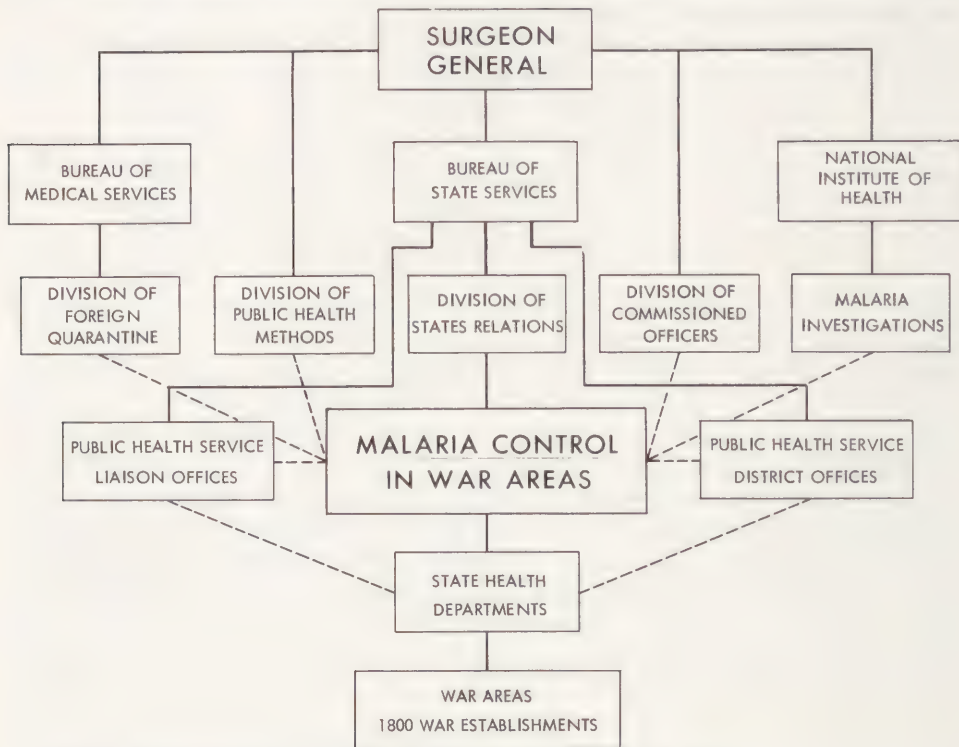 SURGEON
GENERAL
BUREAU OF
MEDICAL SERVICES
BUREAU OF
STATE SERVICES
NATIONAL
INSTITUTE OF
HEALTH
DIVISION OF
FOREIGN
QUARANTINE
DIVISION OF
PUBLIC HEALTH
METHODS
DIVISION OF
STATES RELATIONS
DIVISION OF
COMMISSIONED
OFFICERS
MALARIA
INVESTIGATIONS
PUBLIC HEALTH SERVICE
LIAISON OFFICES
MALARIA CONTROL
IN WAR AREAS
PUBLIC HEALTH SERVICE
DISTRICT OFFICES
STATE HEALTH
DEPARTMENTS
WAR AREAS
1800 WAR ESTABLISHMENTS